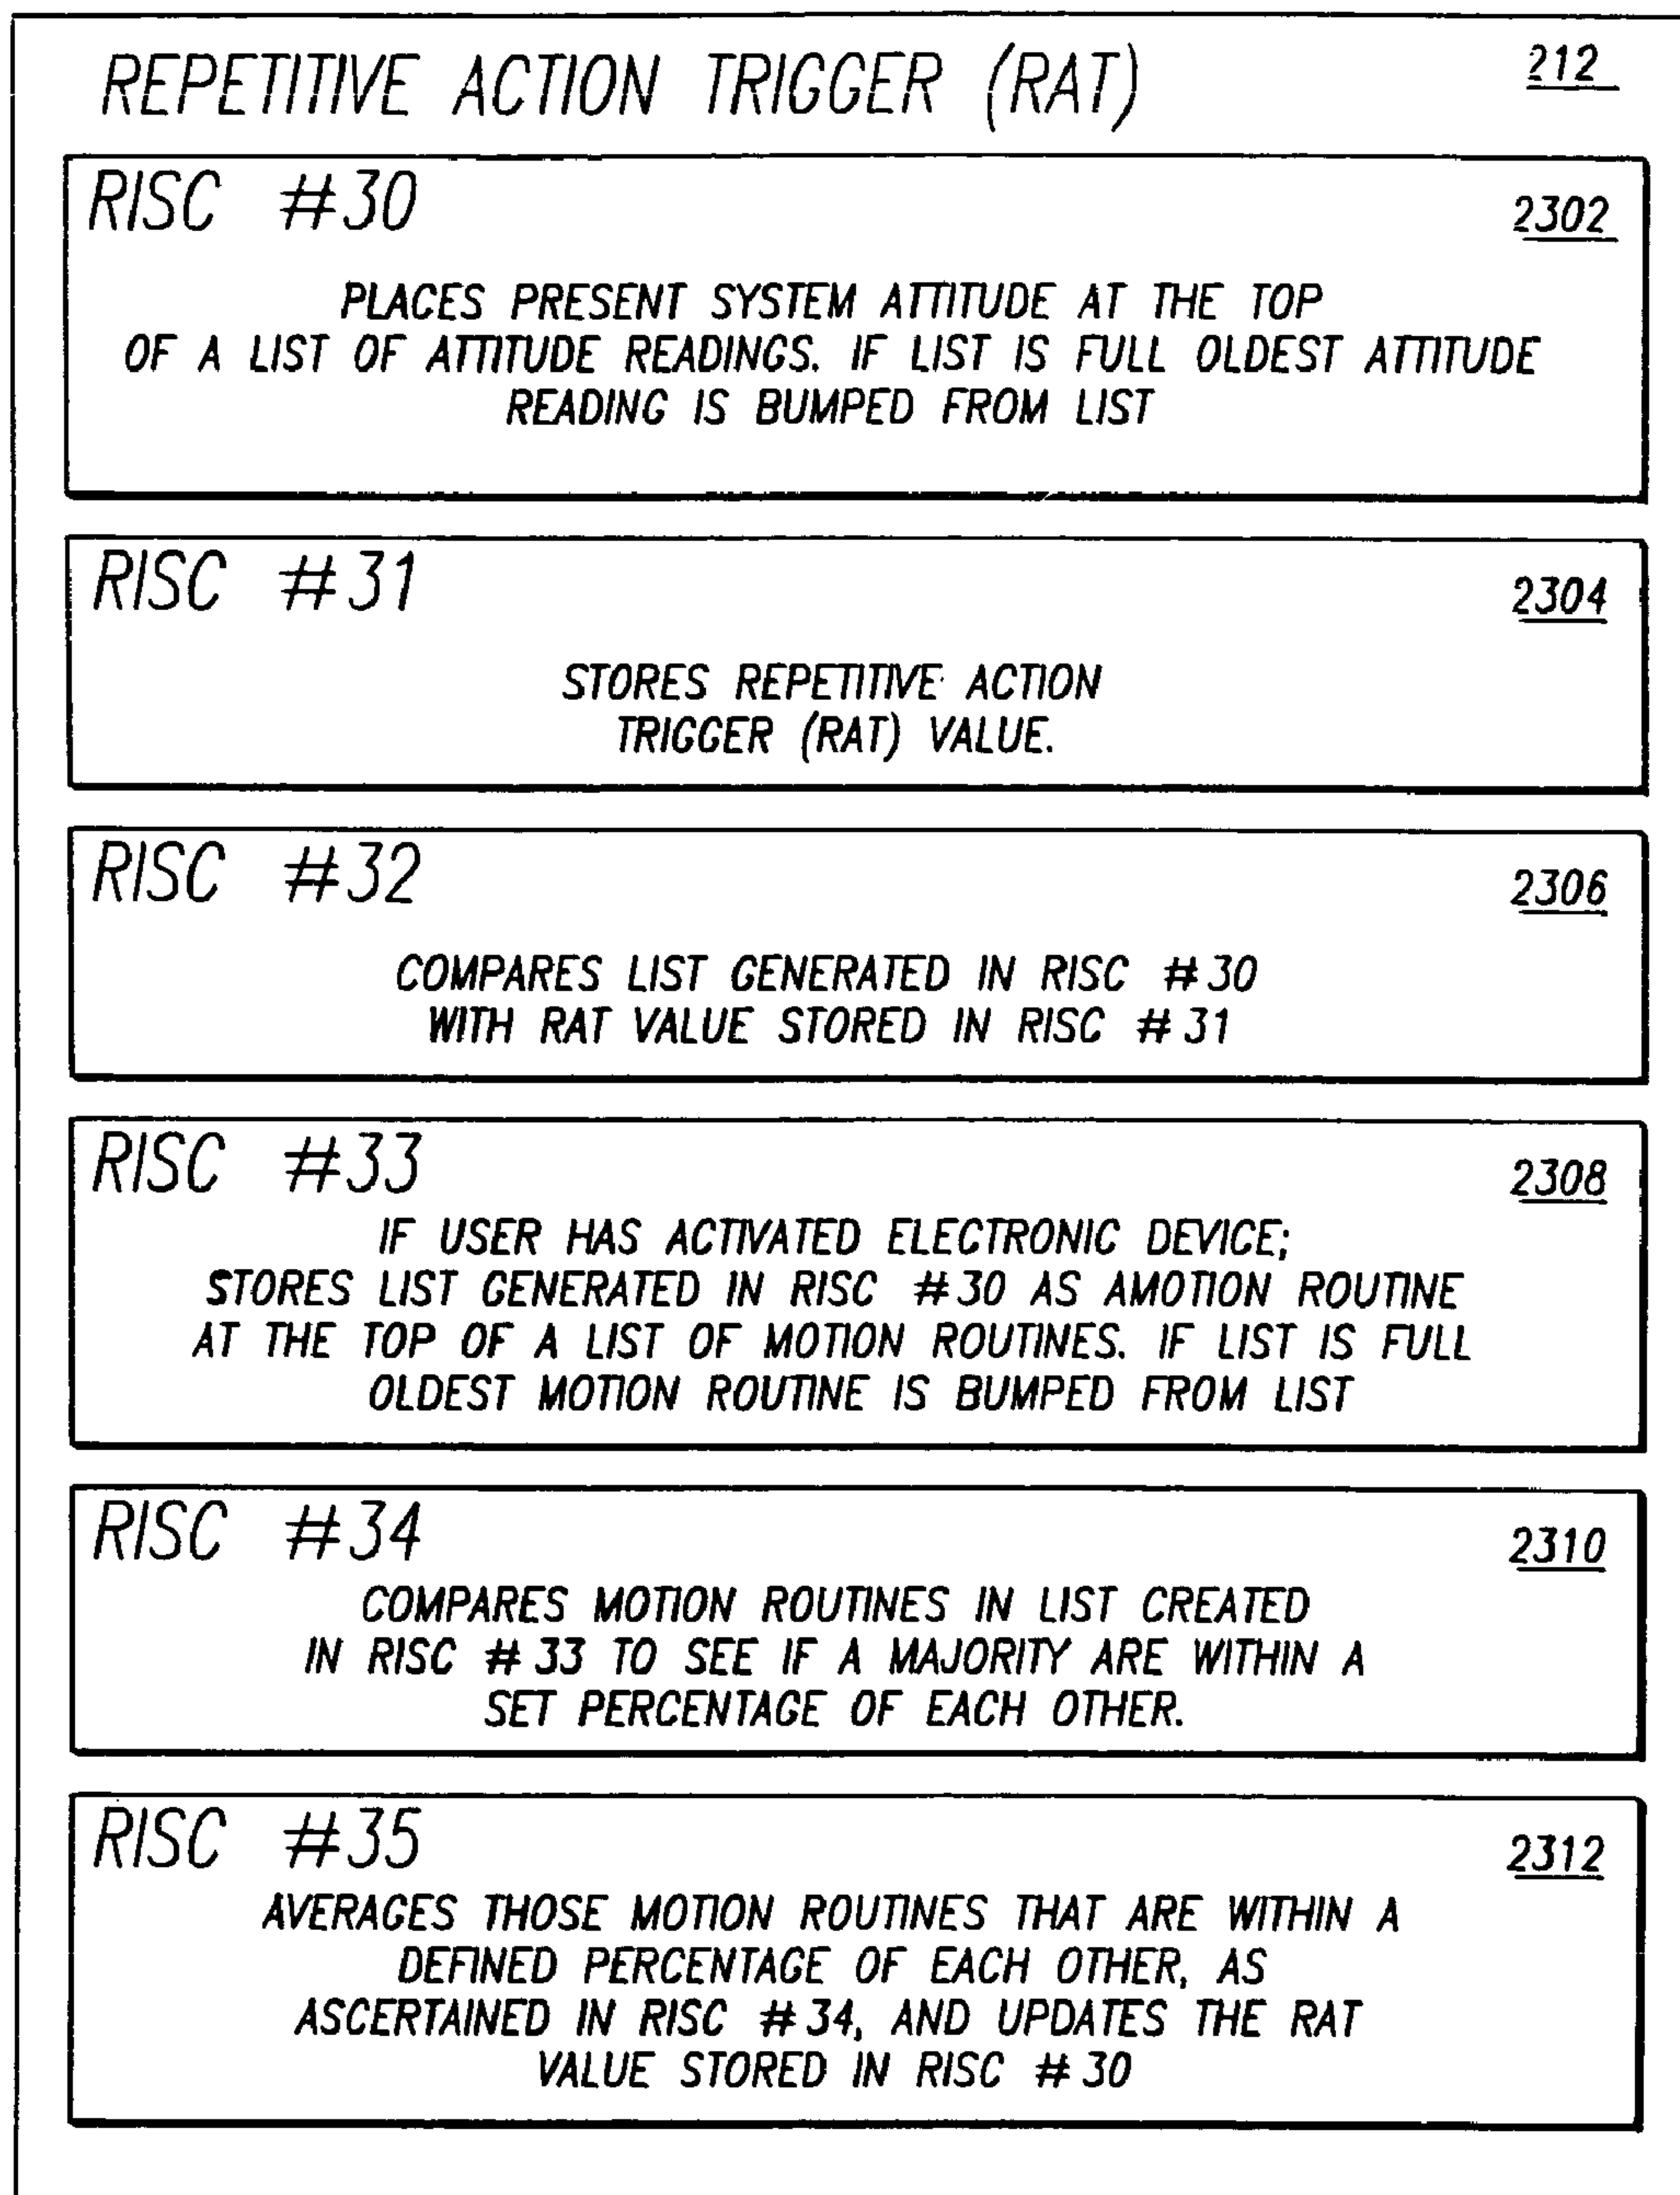 REPETITIVE ACTION TRIGGER (RAT) 212
RISC #30 2302
PLACES PRESENT SYSTEM ATTITUDE AT THE TOP
OF A LIST OF ATTITUDE READINGS. IF LIST IS FULL OLDEST ATTITUDE
READING IS BUMPED FROM LIST
RISC #31 2304
STORES REPETITIVE ACTION
TRIGGER (RAT) VALUE.
RISC #32 2306
COMPARES LIST GENERATED IN RISC #30
WITH RAT VALUE STORED IN RISC #31
RISC #33 2308
IF USER HAS ACTIVATED ELECTRONIC DEVICE;
STORES LIST GENERATED IN RISC #30 AS AMOTION ROUTINE
AT THE TOP OF A LIST OF MOTION ROUTINES. IF LIST IS FULL
OLDEST MOTION ROUTINE IS BUMPED FROM LIST
RISC #34 2310
COMPARES MOTION ROUTINES IN LIST CREATED
IN RISC #33 TO SEE IF A MAJORITY ARE WITHIN A
SET PERCENTAGE OF EACH OTHER.
RISC #35 2312
AVERAGES THOSE MOTION ROUTINES THAT ARE WITHIN A
DEFINED PERCENTAGE OF EACH OTHER, AS
ASCERTAINED IN RISC #34, AND UPDATES THE RAT
VALUE STORED IN RISC #30